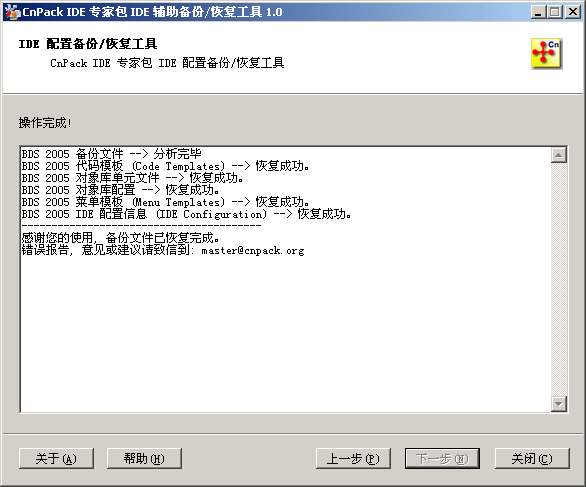 CnPack IDE 专家包 IDE 辅助备份/恢复工具 1.0
IDE 配置备份/恢复工具
CnPack IDE 专家包 IDE 配置备份/恢复工具
Cn
操作完成!
BDS 2005 备份文件 --> 分析完毕
BDS 2005 代码模板 (Code Templates) --> 恢复成功。
BDS 2005 对象库单元文件 --> 恢复成功。
BDS 2005 对象库配置 --> 恢复成功。
BDS 2005 菜单模板 (Menu Templates) --> 恢复成功。
BDS 2005 IDE 配置信息 (IDE Configuration) --> 恢复成功。
----------------------------------------
感谢您的使用, 备份文件已恢复完成。
错误报告, 意见或建议请致信到: master@cnpack.org
关于(A) 帮助(H) 上一步(P) 下一步(N) 关闭(C)